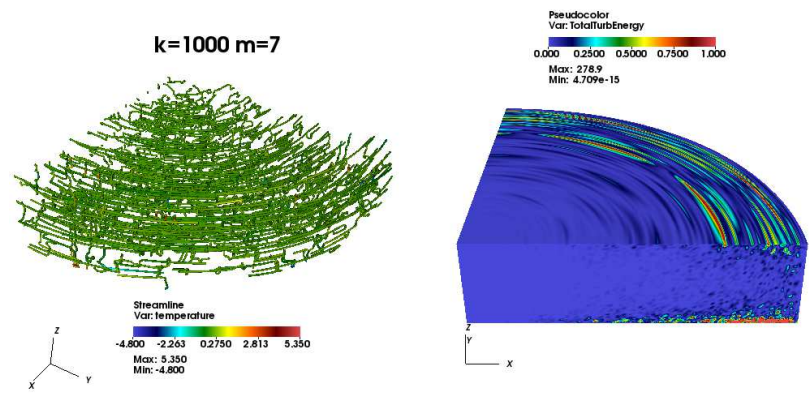 k=1000 m=7
Streamline
Var: temperature
-4.800 -2.263 0.2750 2.813 5.350
Max: 5.350
Min: -4.800
Z
X
Y
Pseudocolor
Var: TotalTurbEnergy
0.000 0.2500 0.5000 0.7500 1.000
Max: 278.9
Min: 4.709e-15
Z
Y
X